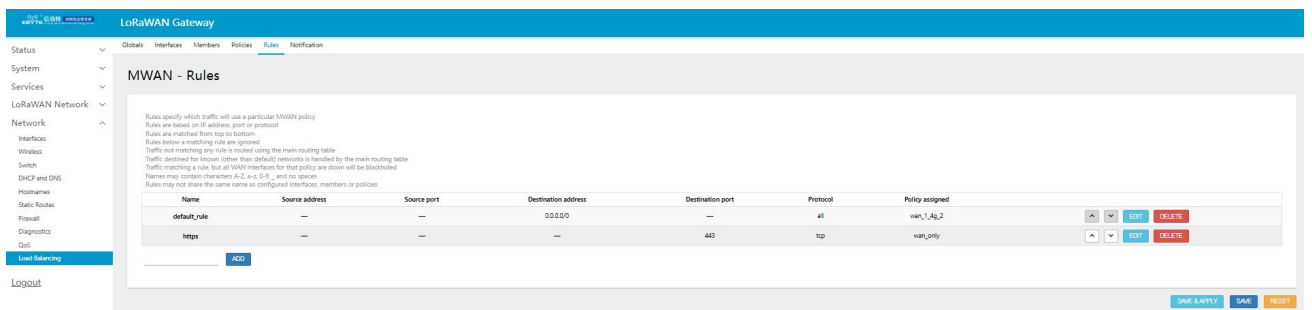 EBYTE 亿佰特
LoRaWAN Gateway
Status
System
Services
LoRaWAN Network
Network
Interfaces
Wireless
Switch
DHCP and DNS
Hostnames
Static Routes
Firewall
Diagnostics
QoS
Load Balancing
Logout
Globals Interfaces Members Policies Rules Notification
MWAN - Rules
Rules specify which traffic will use a particular MWAN policy
Rules are based on IP address, port or protocol
Rules are matched from top to bottom
Rules below a matching rule are ignored
Traffic not matching any rule is routed using the main routing table
Traffic destined for known (other than default) networks is handled by the main routing table
Traffic matching a rule, but all WAN interfaces for that policy are down will be blackholed
Names may contain characters A-Z, a-z, 0-9, _ and no spaces
Rules may not share the same name as configured interfaces, members or policies
Name Source address Source port Destination address Destination port Protocol Policy assigned
default_rule — — 0.0.0.0/0 — all wan_1_4g_2 EDIT DELETE
https — — — 443 tcp wan_only EDIT DELETE
ADD
SAVE & APPLY SAVE RESET